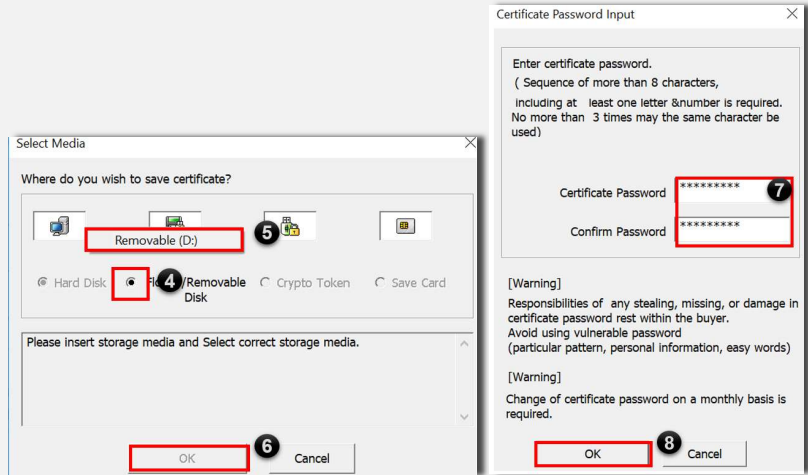 Select Media
Where do you wish to save certificate?
Removable (D:)
5
Hard Disk
4
/Removable
Disk
Crypto Token
Save Card
Please insert storage media and Select correct storage media.
OK
6
Cancel
Certificate Password Input
Enter certificate password.
( Sequence of more than 8 characters,
including at least one letter &number is required.
No more than 3 times may the same character be
used)
Certificate Password
*********
7
Confirm Password
*********
[Warning]
Responsibilities of any stealing, missing, or damage in
certificate password rest within the buyer.
Avoid using vulnerable password
(particular pattern, personal information, easy words)
[Warning]
Change of certificate password on a monthly basis is
required.
OK
8
Cancel